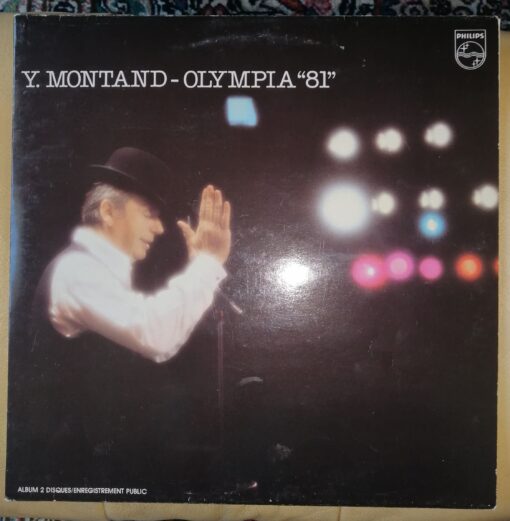 PHILIPS
Y. MONTAND-OLYMPIA“81”
ALBUM 2 DISQUES/ENREGISTREMENT PUBLIC